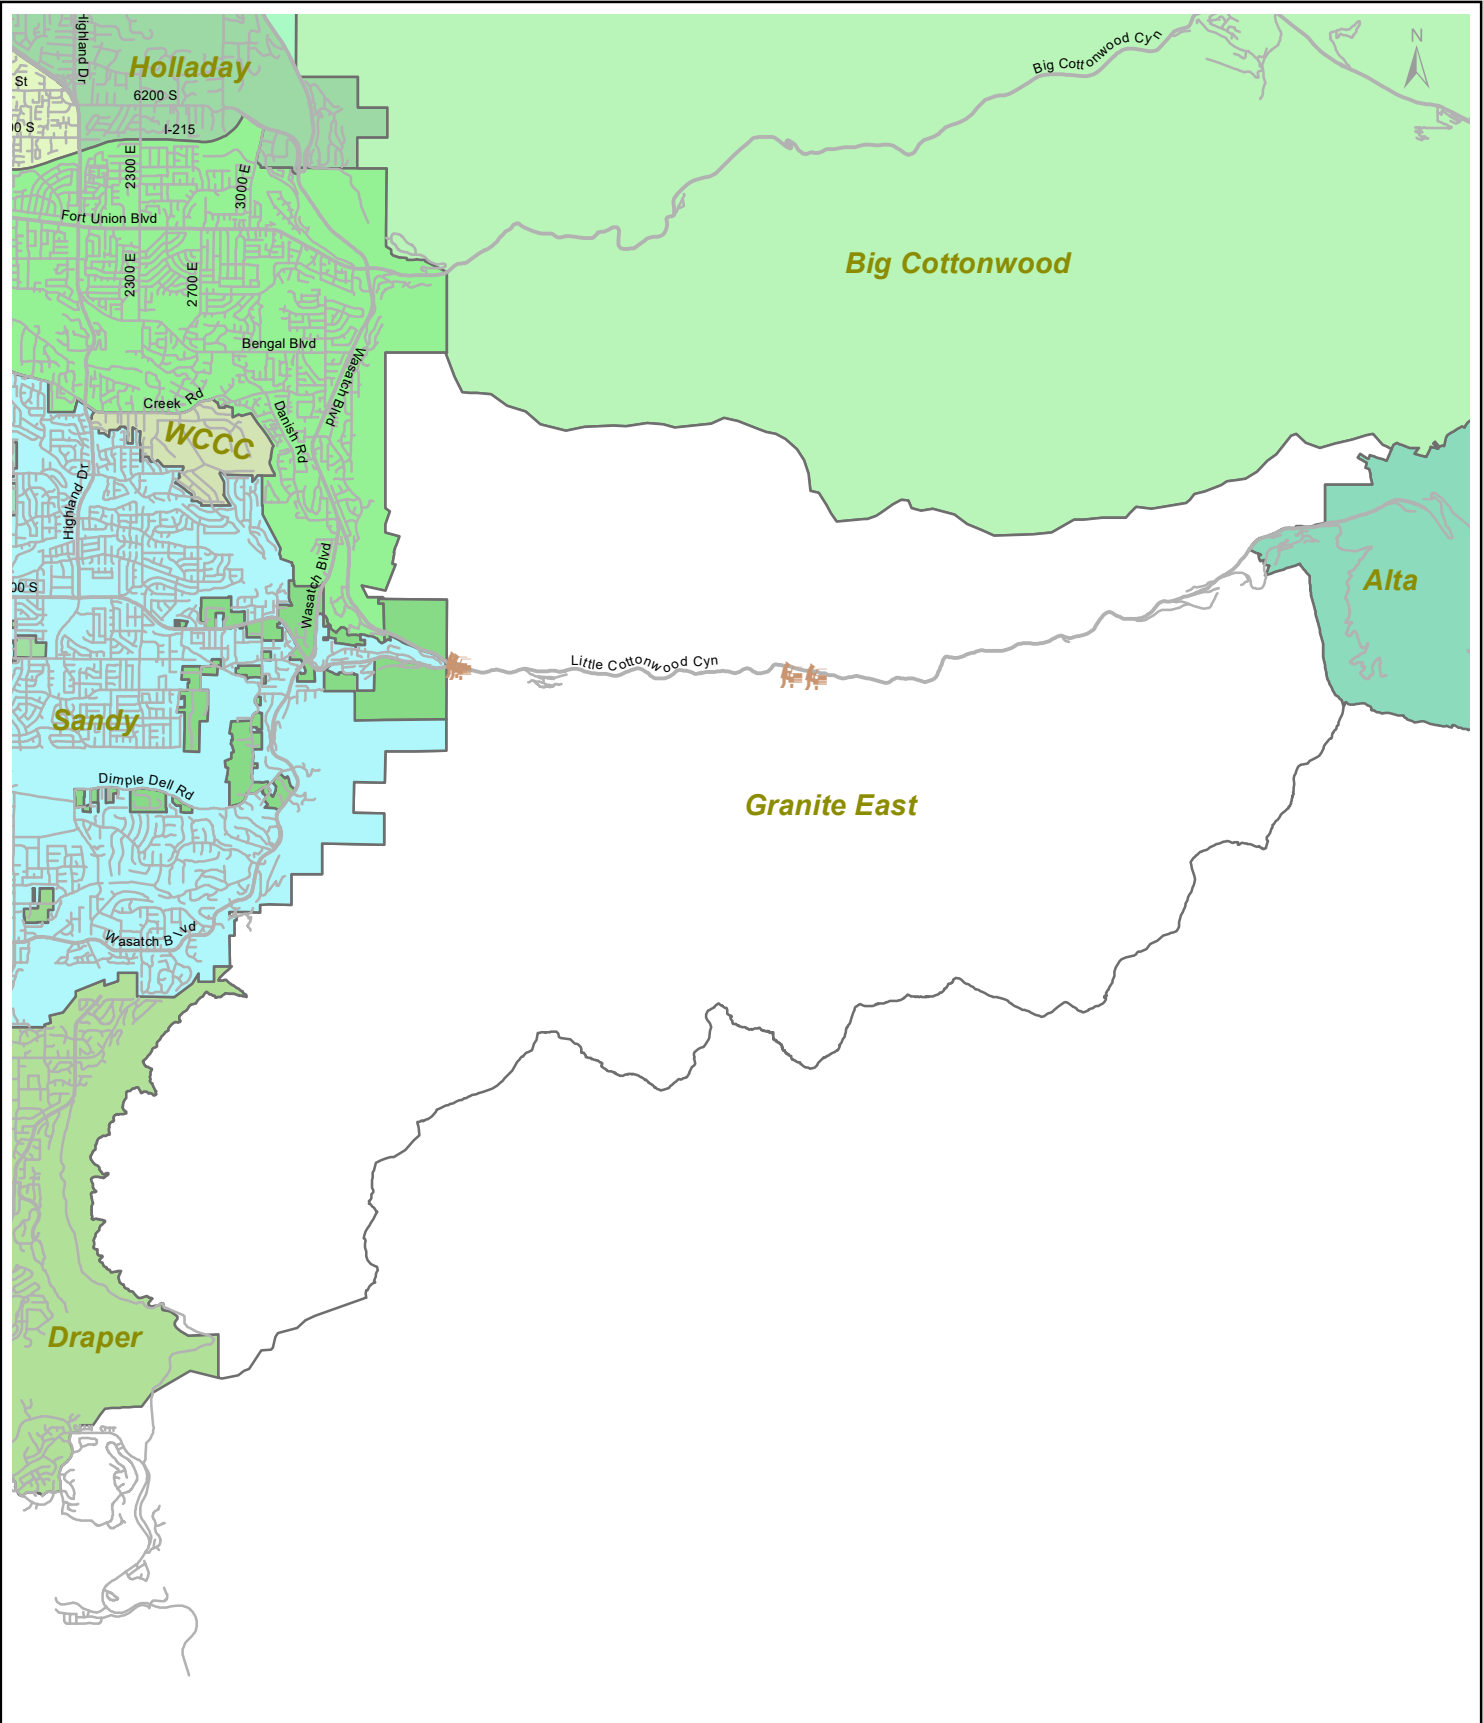 Highland Dr
Holladay
St
6200 S
00 S
I-215
2300 E
3000 E
Fort Union Blvd
2300 E
2700 E
Big Cottonwood Cyn
N
Big Cottonwood
Bengal Blvd
Wasatch Blvd
Creek Rd
Danish Rd
WCCC
Highland Dr
Wasatch Blvd
00 S
Alta
Little Cottonwood Cyn
Sandy
Dimple Dell Rd
Granite East
Wasatch Blvd
Draper